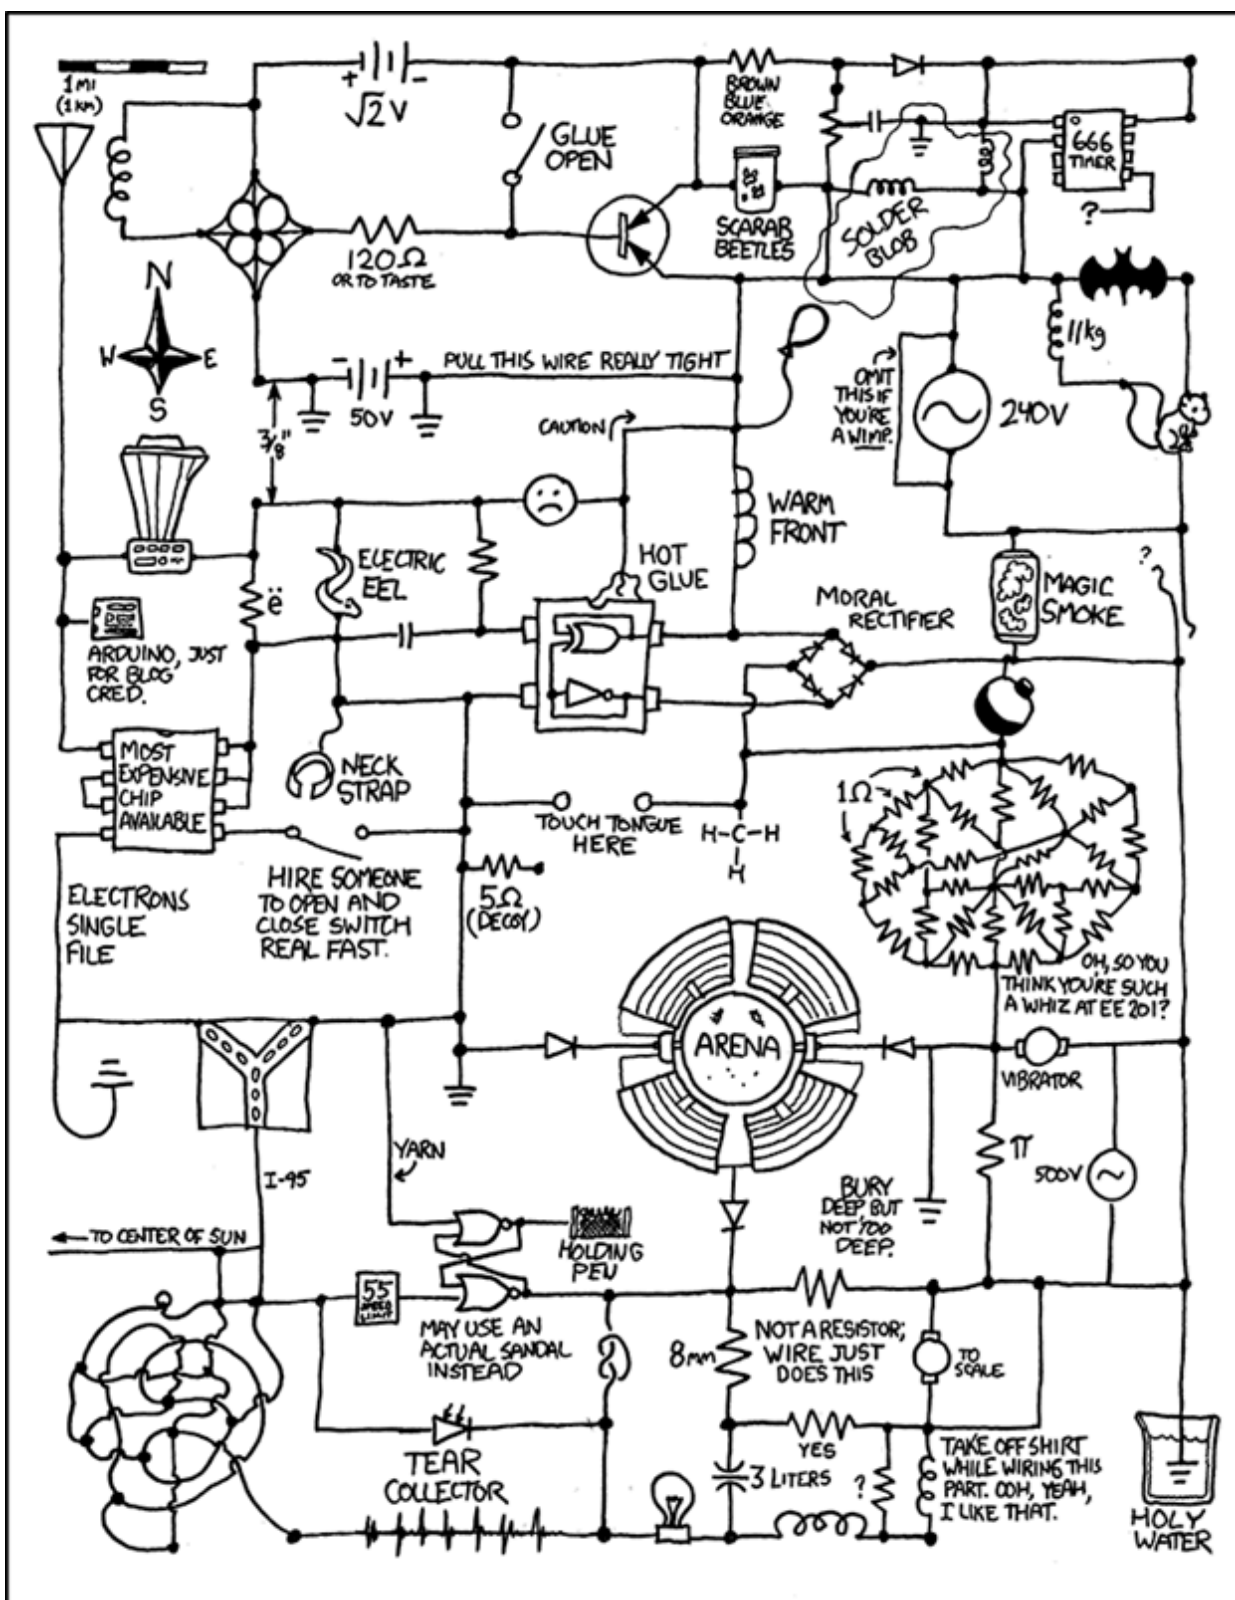 1 MI
(1 km)
+
-
√2 V
GLUE
OPEN
BROWN
BLUE
ORANGE
666
TIMER
?
SCARAB
BEETLES
SOLDER
BLOB
120Ω
OR TO TASTE
N
W E
S
11kg
- +
50V
PULL THIS WIRE REALLY TIGHT
OMIT
THIS IF
YOU'RE
A WIMP.
240V
3/8"
CAUTION
WARM
FRONT
ELECTRIC
EEL
HOT
GLUE
ë
MORAL
RECTIFIER
MAGIC
SMOKE
?
ARDUINO, JUST
FOR BLOG
CRED.
MOST
EXPENSIVE
CHIP
AVAILABLE
NECK
STRAP
TOUCH TONGUE
HERE
H-C-H
H
1Ω
ELECTRONS
SINGLE
FILE
HIRE SOMEONE
TO OPEN AND
CLOSE SWITCH
REAL FAST.
5Ω
(DECOY)
OH, SO YOU
THINK YOU'RE SUCH
A WHIZ AT EE 201?
ARENA
VIBRATOR
YARN
I-95
π
500V
BURY
DEEP, BUT
NOT TOO
DEEP.
TO CENTER OF SUN
HOLDING
PEN
55
SPEED
LIMIT
MAY USE AN
ACTUAL SANDAL
INSTEAD
8mm
NOT A RESISTOR;
WIRE JUST
DOES THIS
TO
SCALE
YES
TEAR
COLLECTOR
3 LITERS
?
TAKE OFF SHIRT
WHILE WIRING THIS
PART. OOH, YEAH,
I LIKE THAT.
HOLY
WATER